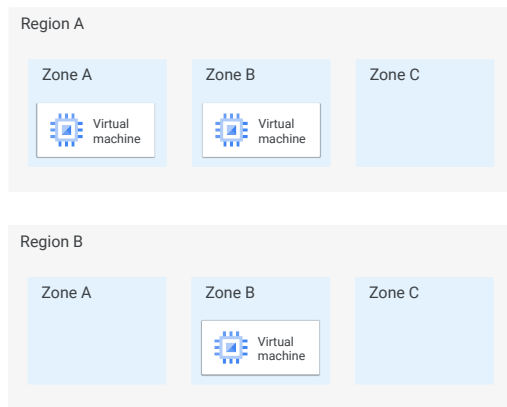 Region A
Zone A
Zone B
Zone C
Virtual
machine
Virtual
machine
Region B
Zone A
Zone B
Zone C
Virtual
machine